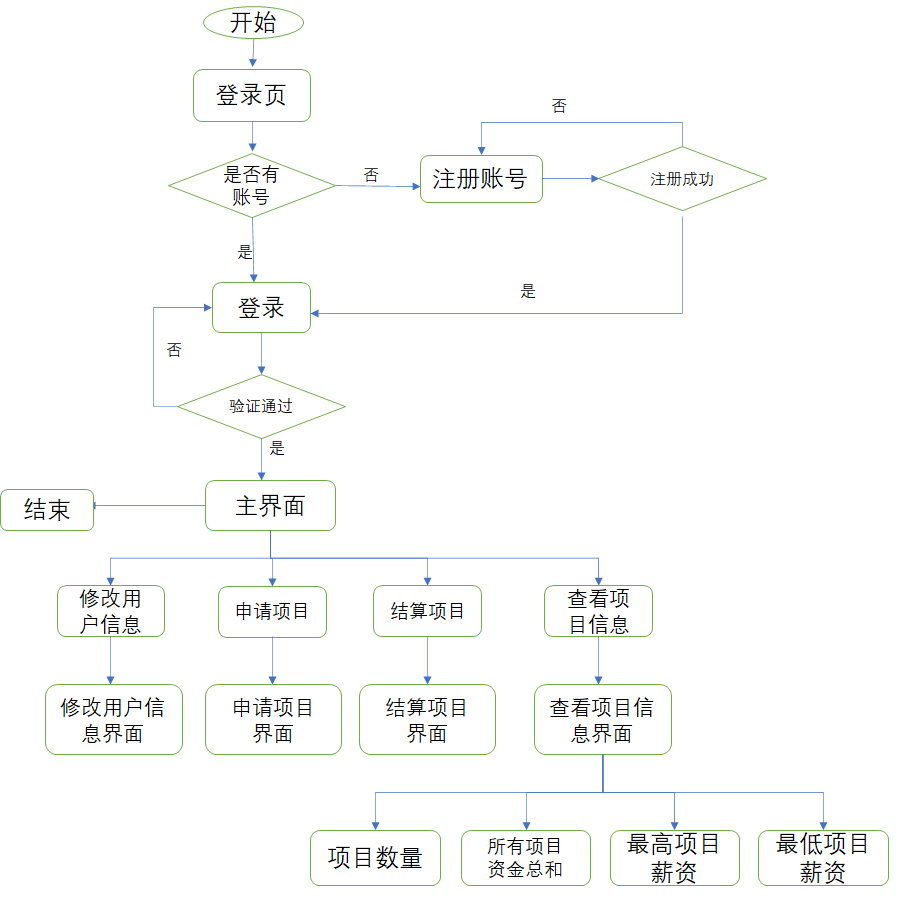 开始
登录页
是否有
账号
否
注册账号
否
注册成功
是
是
登录
否
验证通过
是
主界面
结束
修改用
户信息
申请项目
结算项目
查看项
目信息
修改用户信
息界面
申请项目
界面
结算项目
界面
查看项目信
息界面
项目数量
所有项目
资金总和
最高项目
薪资
最低项目
薪资